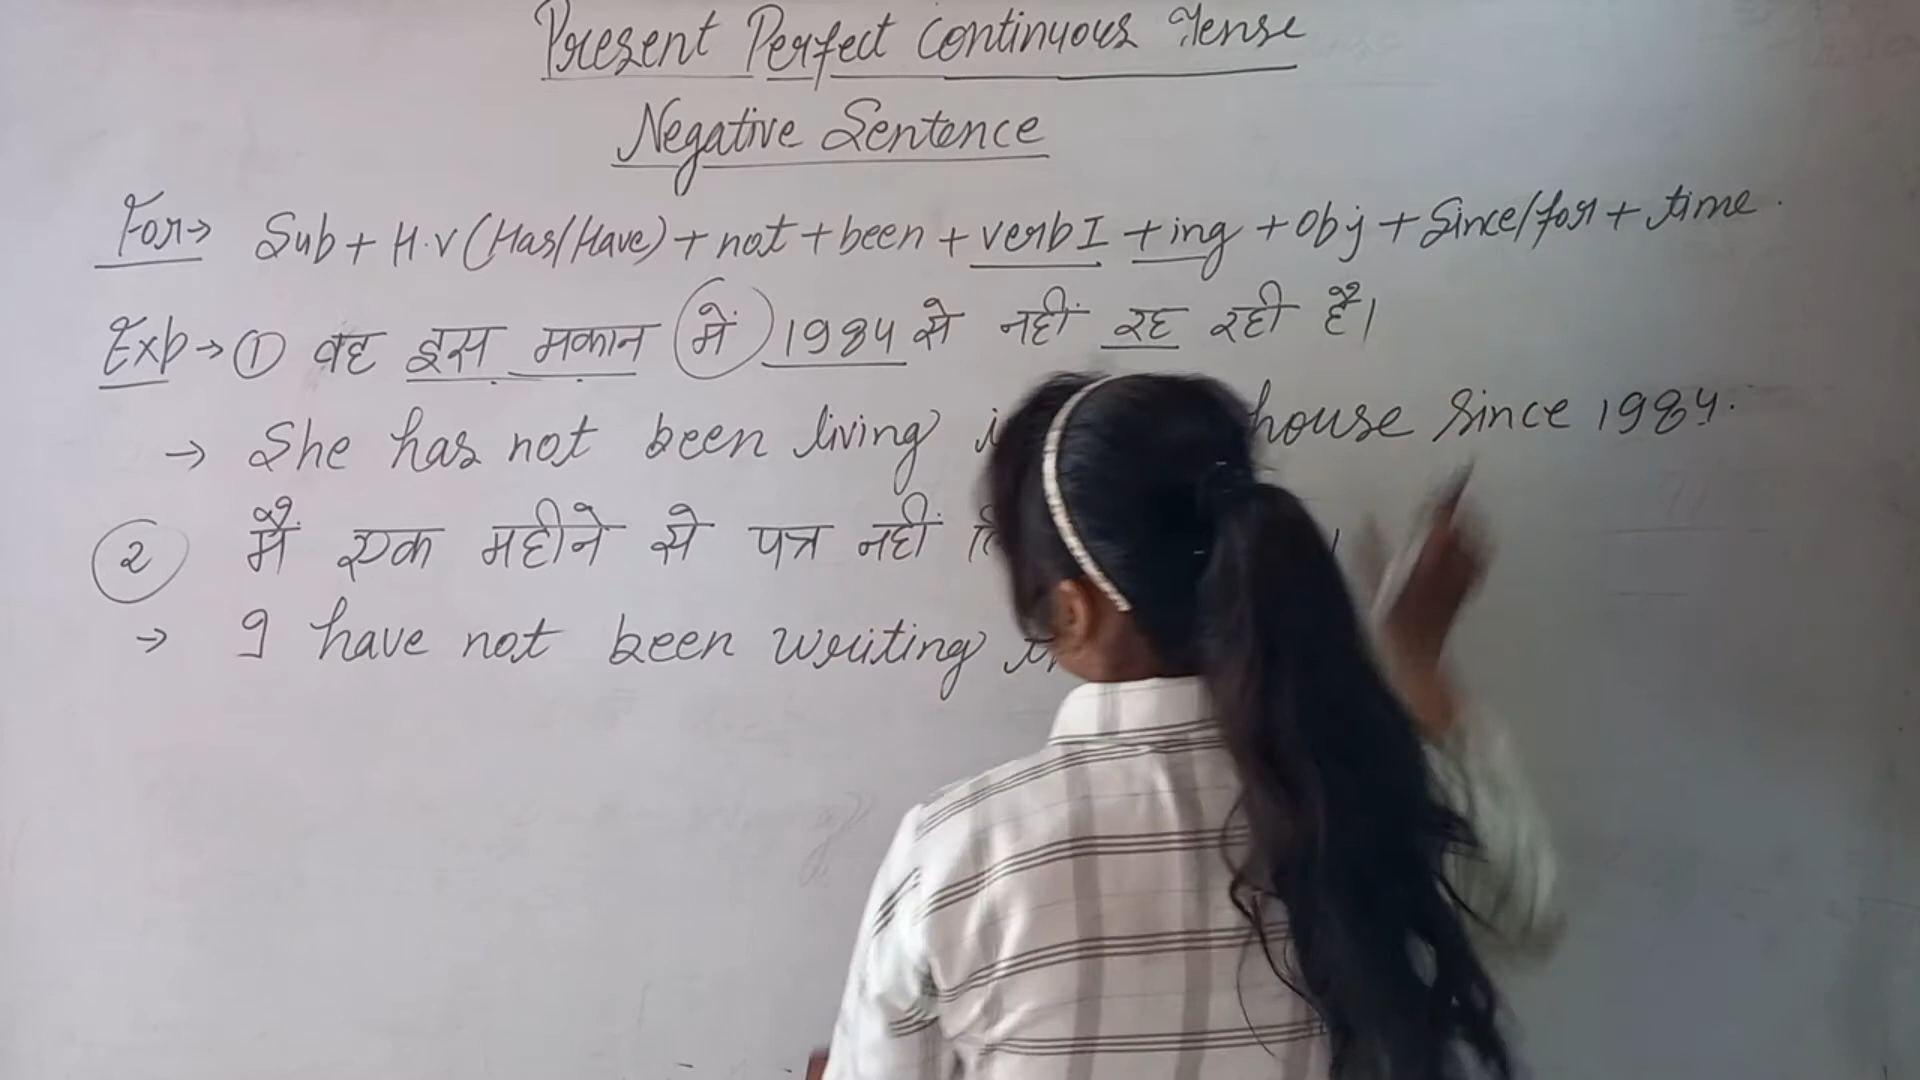 Present Perfect Continuous Tense
Negative Sentence
For→ Sub + H.V (Has/Have) + not + been + verb I + ing + Obj + Since/for + time.
Exp→ ① वह इस मकान में 1984 से नहीं रह रही है।
→ She has not been living house since 1984.
२ मैं एक महीने से पत्र नहीं
→ I have not been writing